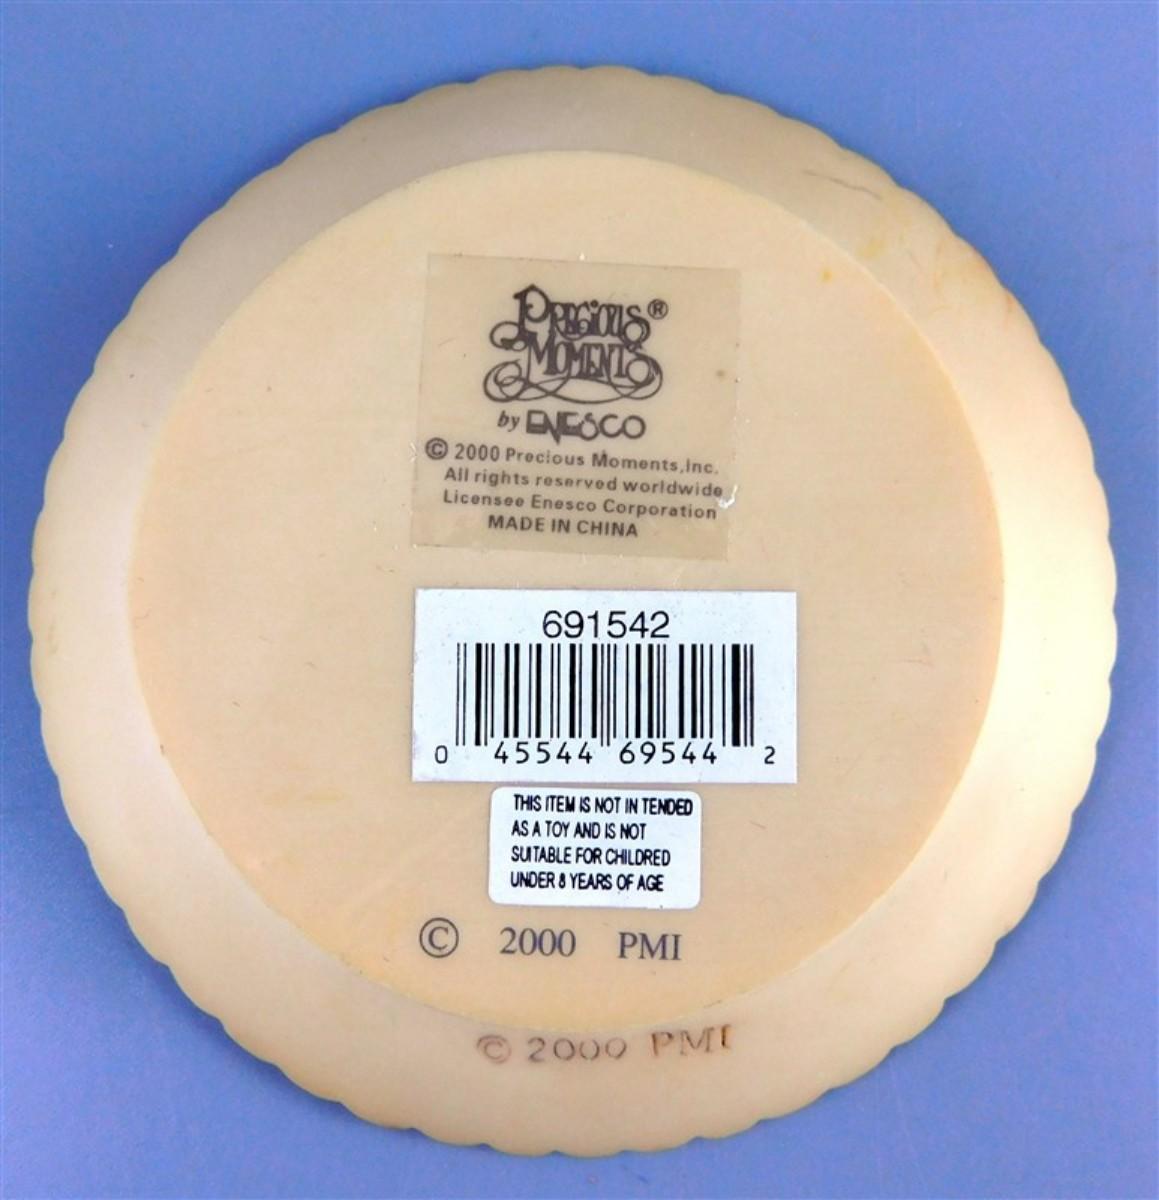 PRECIOUS ®
MOMENTS
by ENESCO
© 2000 Precious Moments,Inc.
All rights reserved worldwide
Licensee Enesco Corporation
MADE IN CHINA
691542
0 45544 69544 2
THIS ITEM IS NOT IN TENDED
AS A TOY AND IS NOT
SUITABLE FOR CHILDRED
UNDER 8 YEARS OF AGE
© 2000 PMI
© 2000 PMI